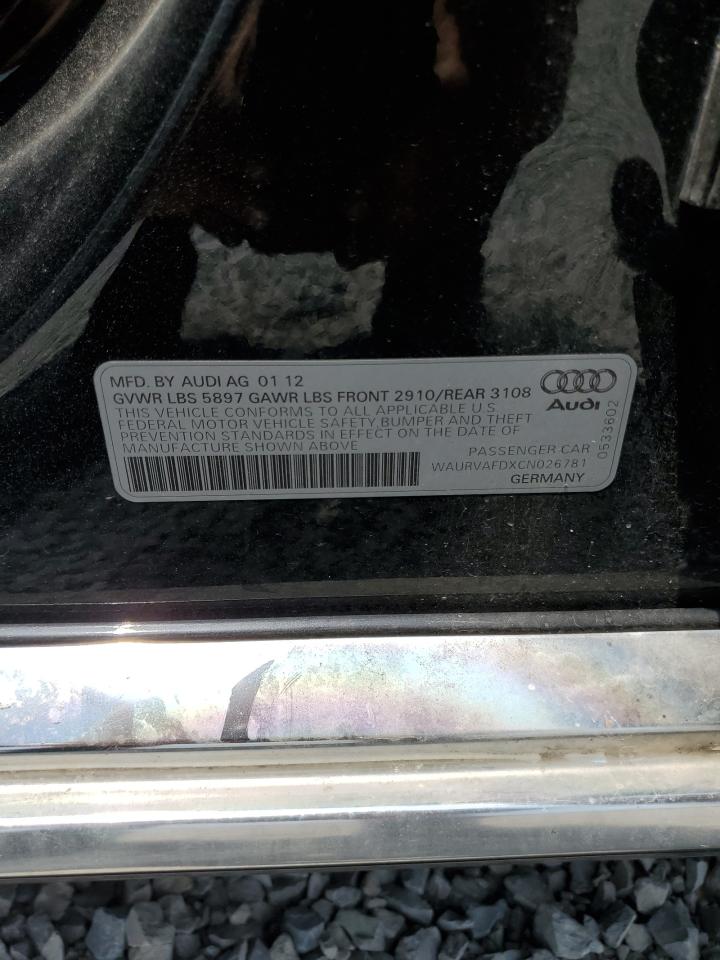 MFD. BY AUDI AG 01 12
GVWR LBS 5897 GAWR LBS FRONT 2910/REAR 3108
THIS VEHICLE CONFORMS TO ALL APPLICABLE U.S.
FEDERAL MOTOR VEHICLE SAFETY, BUMPER AND THEFT
PREVENTION STANDARDS IN EFFECT ON THE DATE OF
MANUFACTURE SHOWN ABOVE
PASSENGER CAR
WAURVAFDXCN026781
GERMANY
Audi
0533602